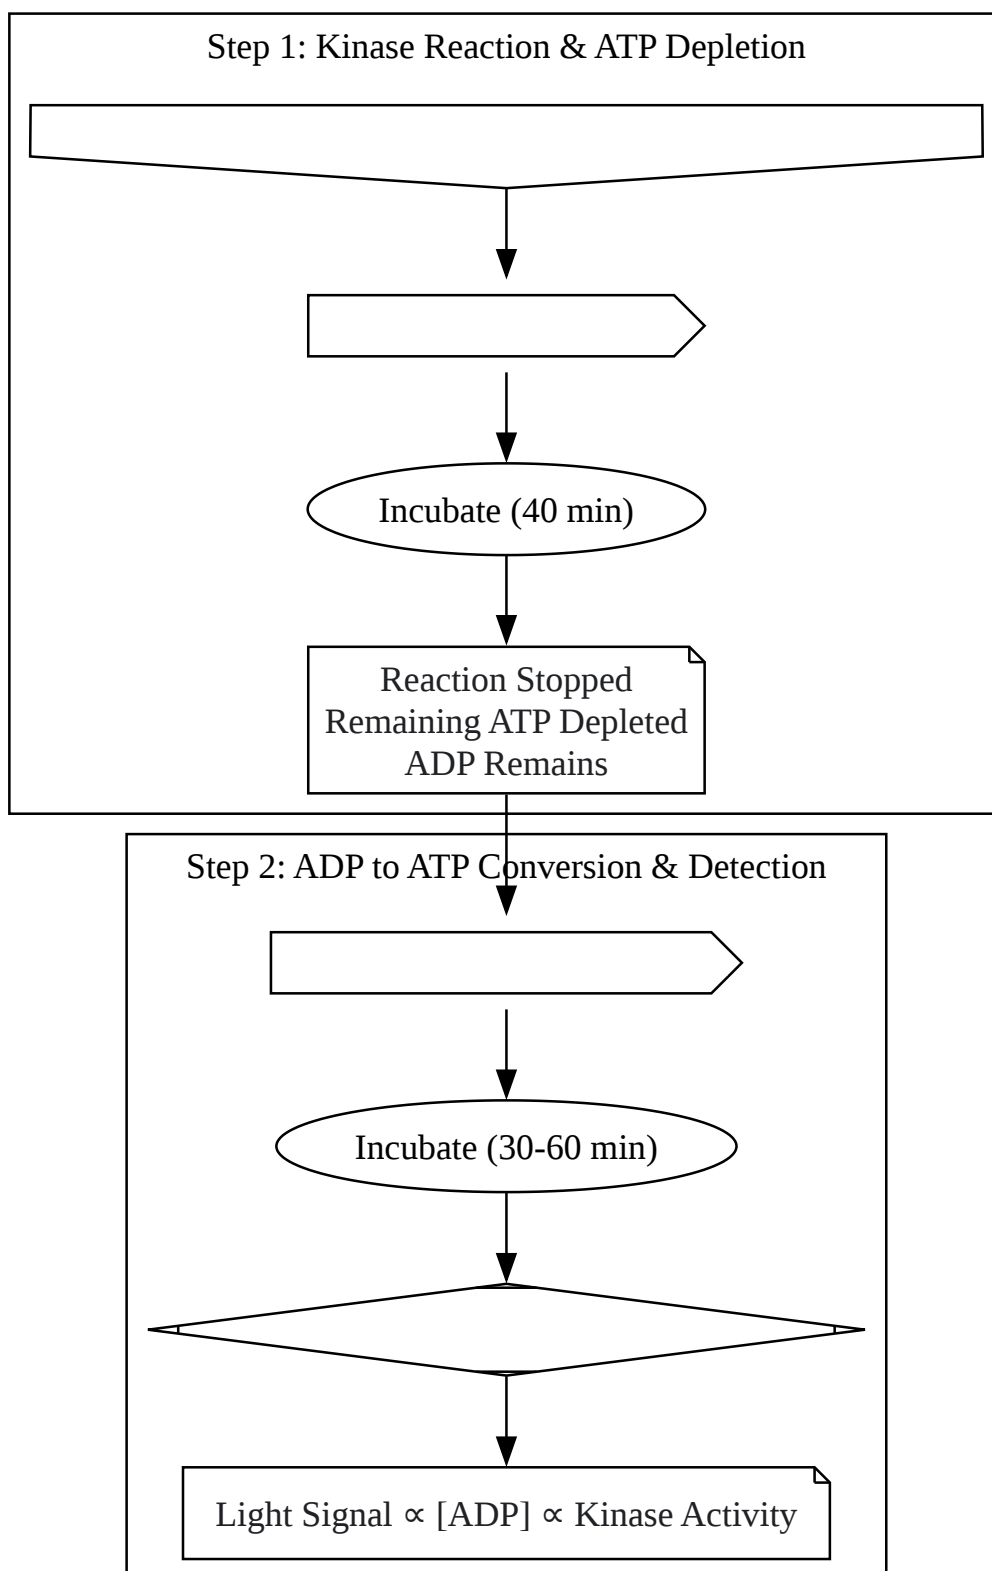 Step 1: Kinase Reaction & ATP Depletion
Incubate (40 min)
Reaction Stopped
Remaining ATP Depleted
ADP Remains
Step 2: ADP to ATP Conversion & Detection
Incubate (30-60 min)
Light Signal ∝ [ADP] ∝ Kinase Activity